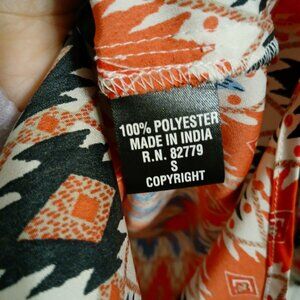 100% POLYESTER
MADE IN INDIA
R.N. 82779
S
COPYRIGHT